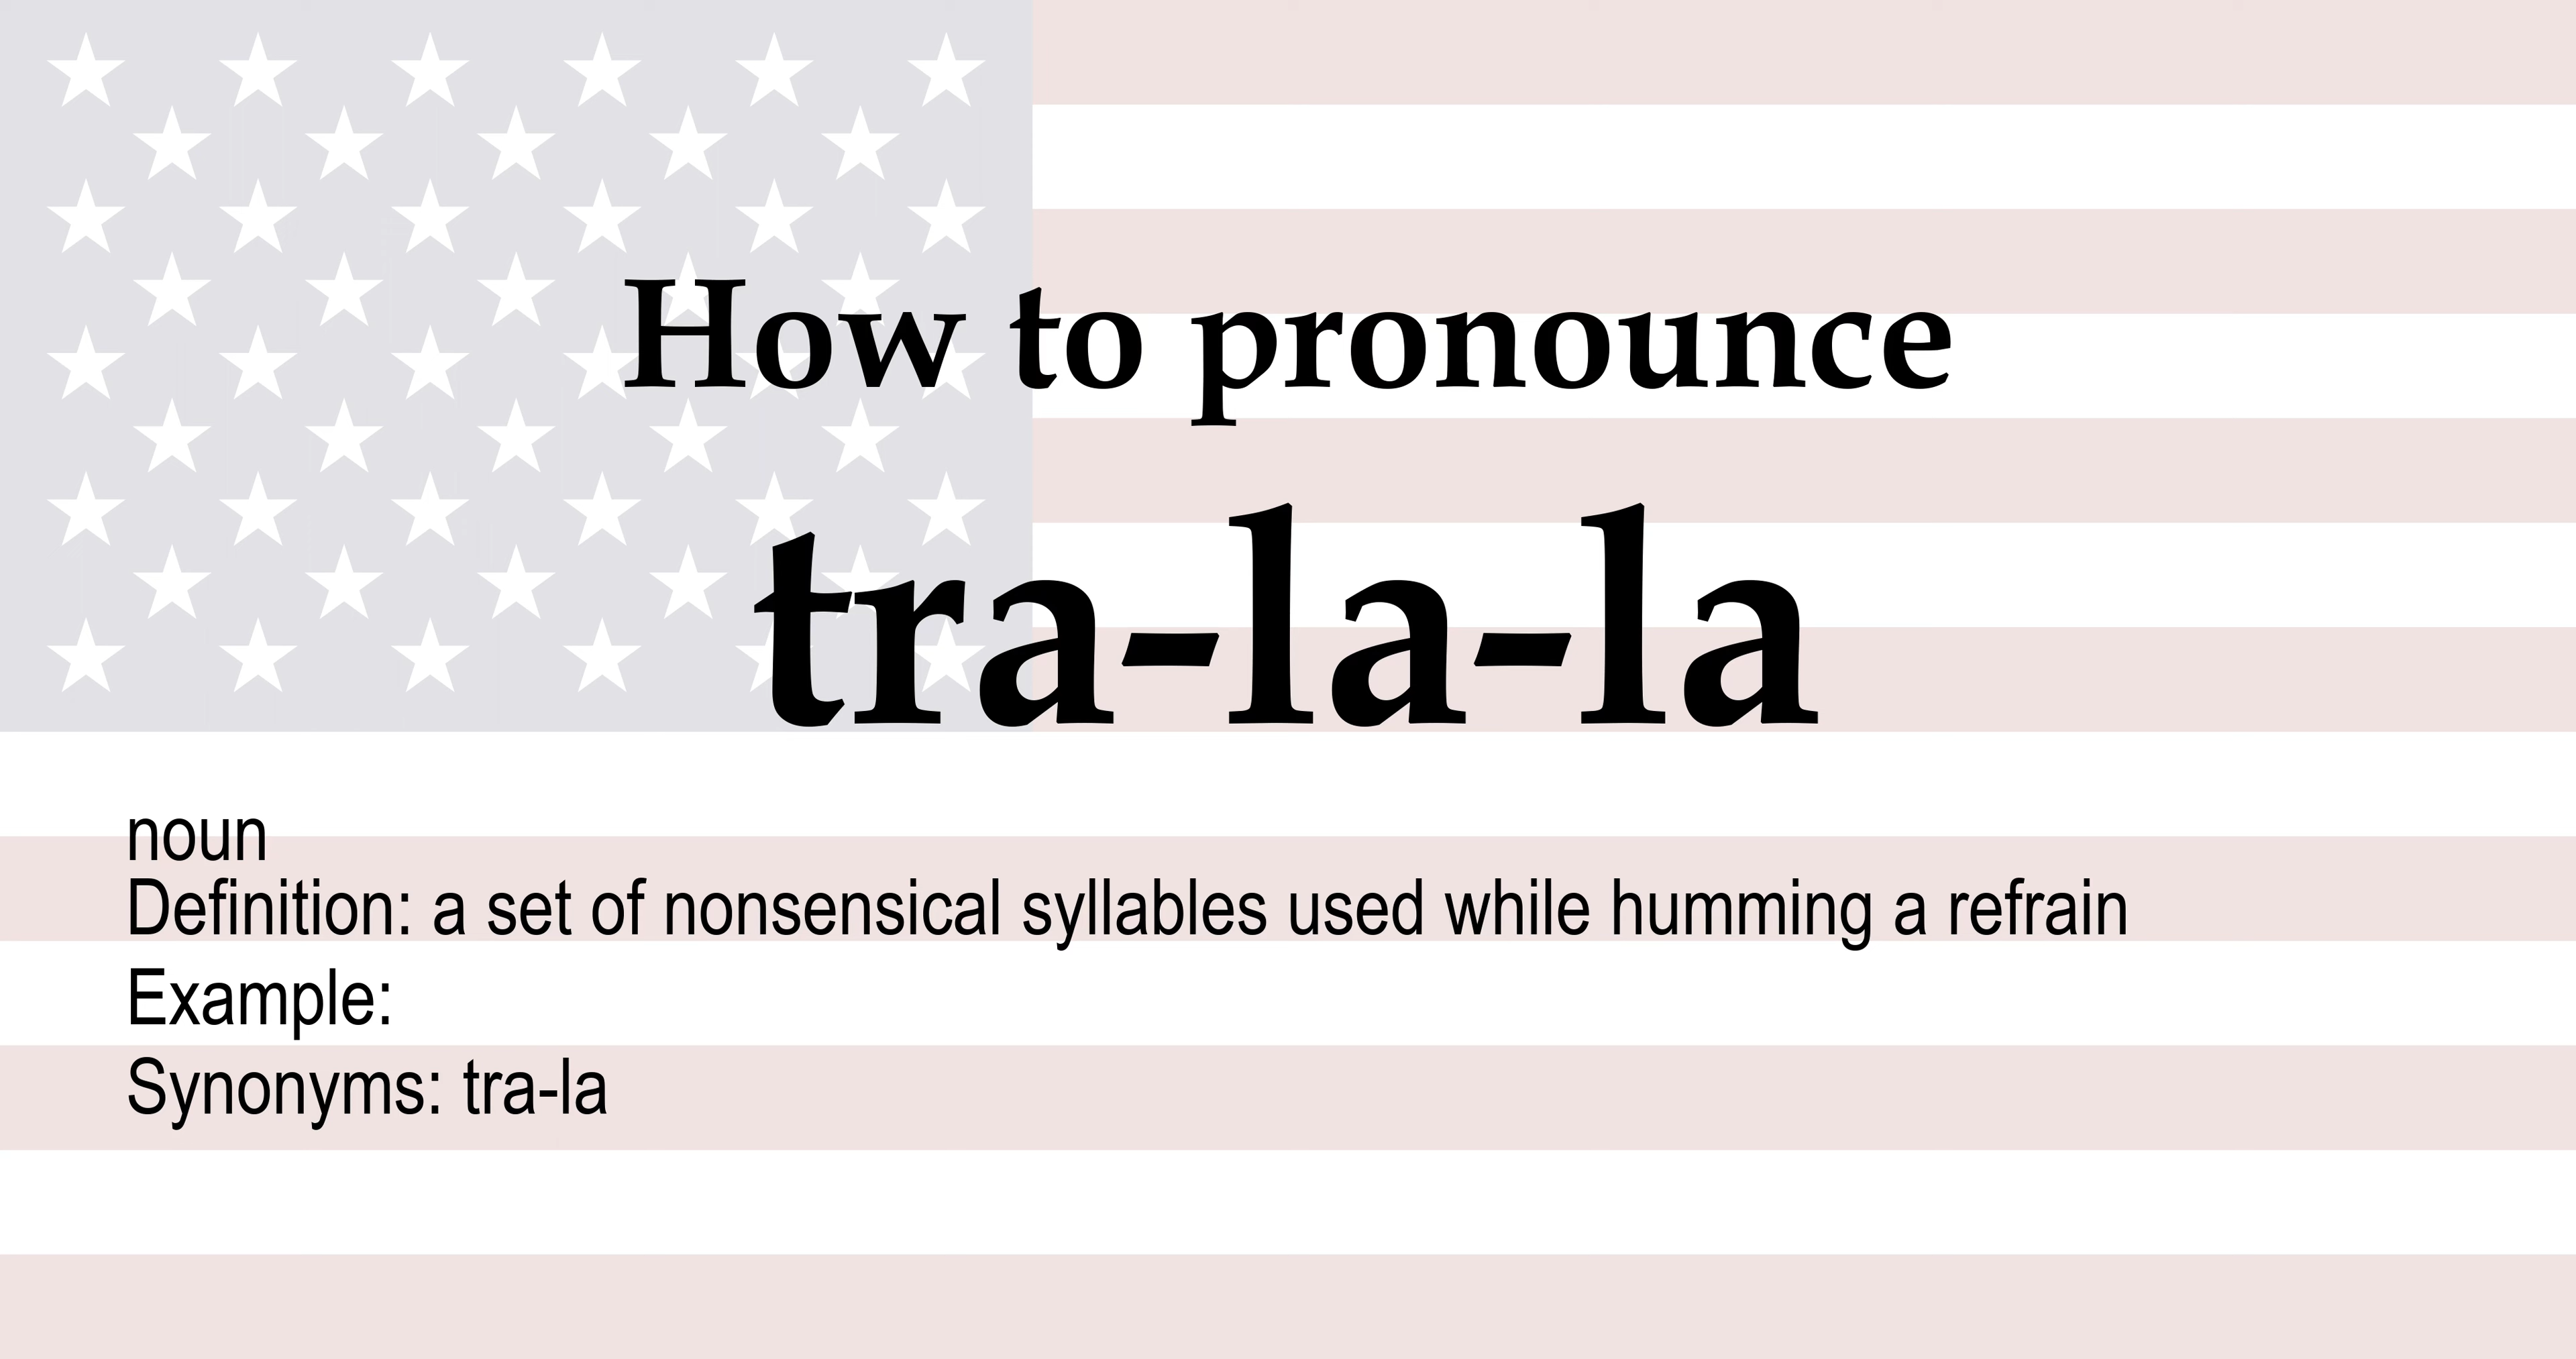 How to pronounce
tra-la-la
noun
Definition: a set of nonsensical syllables used while humming a refrain
Example:
Synonyms: tra-la